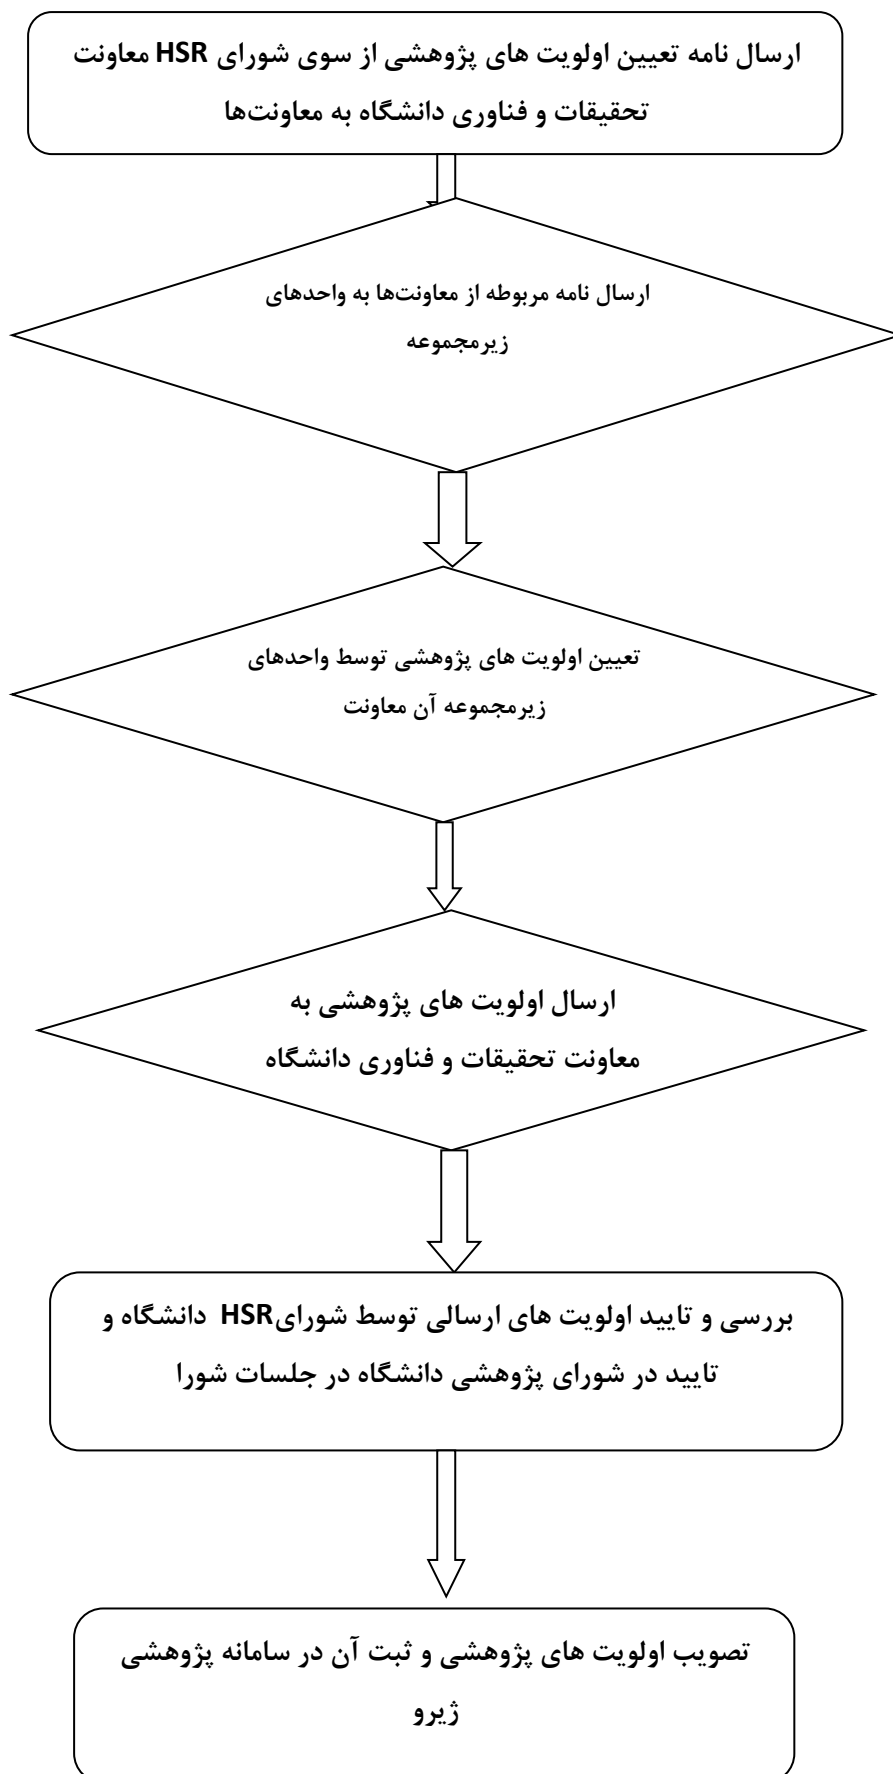 ارسال نامه تعیین اولویت های پژوهشی از سوی شورای HSR معاونت
تحقیقات و فناوری دانشگاه به معاونت‌ها
ارسال نامه مربوطه از معاونت‌ها به واحدهای
زیرمجموعه
تعیین اولویت های پژوهشی توسط واحدهای
زیرمجموعه آن معاونت
ارسال اولویت های پژوهشی به
معاونت تحقیقات و فناوری دانشگاه
بررسی و تایید اولویت های ارسالی توسط شورایHSR دانشگاه و
تایید در شورای پژوهشی دانشگاه در جلسات شورا
تصویب اولویت های پژوهشی و ثبت آن در سامانه پژوهشی
ژیرو